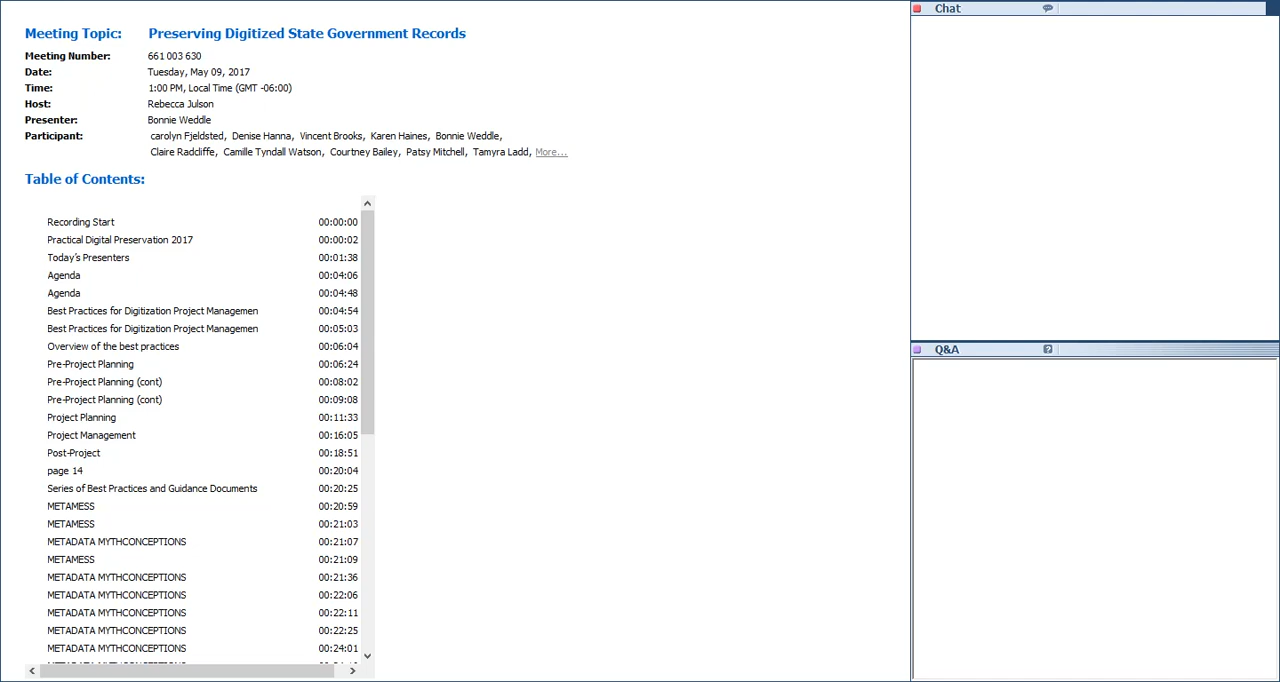 Meeting Topic: Preserving Digitized State Government Records
Meeting Number: 661 003 630
Date: Tuesday, May 09, 2017
Time: 1:00 PM, Local Time (GMT -06:00)
Host: Rebecca Julson
Presenter: Bonnie Weddle
Participant: carolyn Fjeldsted, Denise Hanna, Vincent Brooks, Karen Haines, Bonnie Weddle,
Claire Radcliffe, Camille Tyndall Watson, Courtney Bailey, Patsy Mitchell, Tamyra Ladd, More...
Table of Contents:
Recording Start 00:00:00
Practical Digital Preservation 2017 00:00:02
Today's Presenters 00:01:38
Agenda 00:04:06
Agenda 00:04:48
Best Practices for Digitization Project Managemen 00:04:54
Best Practices for Digitization Project Managemen 00:05:03
Overview of the best practices 00:06:04
Pre-Project Planning 00:06:24
Pre-Project Planning (cont) 00:08:02
Pre-Project Planning (cont) 00:09:08
Project Planning 00:11:33
Project Management 00:16:05
Post-Project 00:18:51
page 14 00:20:04
Series of Best Practices and Guidance Documents 00:20:25
METAMESS 00:20:59
METAMESS 00:21:03
METADATA MYTHCONCEPTIONS 00:21:07
METAMESS 00:21:09
METADATA MYTHCONCEPTIONS 00:21:36
METADATA MYTHCONCEPTIONS 00:22:06
METADATA MYTHCONCEPTIONS 00:22:11
METADATA MYTHCONCEPTIONS 00:22:25
METADATA MYTHCONCEPTIONS 00:24:01
Chat
Q&A